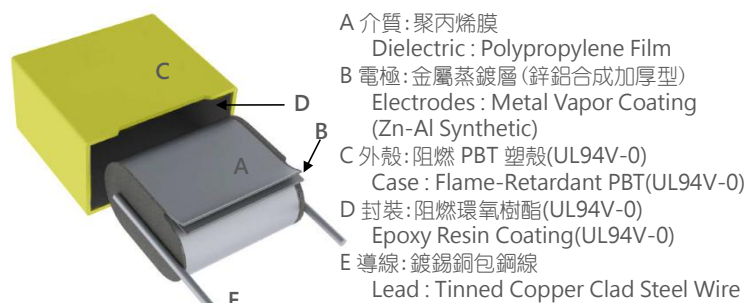 C
D
B
A
E
A 介質:聚丙烯膜
Dielectric : Polypropylene Film
B 電極:金屬蒸鍍層(鋅鋁合成加厚型)
Electrodes : Metal Vapor Coating
(Zn-Al Synthetic)
C 外殼:阻燃 PBT 塑殼(UL94V-0)
Case : Flame-Retardant PBT(UL94V-0)
D 封裝:阻燃環氧樹酯(UL94V-0)
Epoxy Resin Coating(UL94V-0)
E 導線:鍍錫銅包鋼線
Lead : Tinned Copper Clad Steel Wire